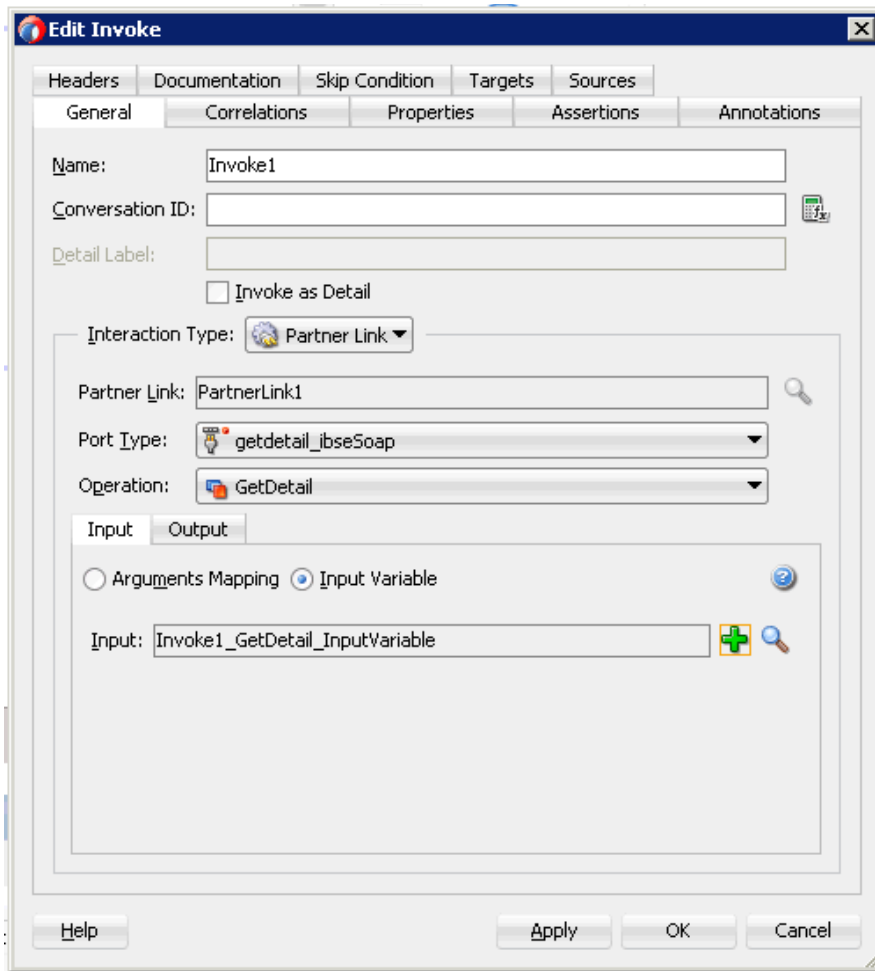 Edit Invoke
Headers Documentation Skip Condition Targets Sources
General Correlations Properties Assertions Annotations
Name: Invoke1
Conversation ID:
Detail Label:
Invoke as Detail
Interaction Type: Partner Link
Partner Link: PartnerLink1
Port Type: getdetail_ibseSoap
Operation: GetDetail
Input Output
Arguments Mapping Input Variable
Input: Invoke1_GetDetail_InputVariable
Help Apply OK Cancel